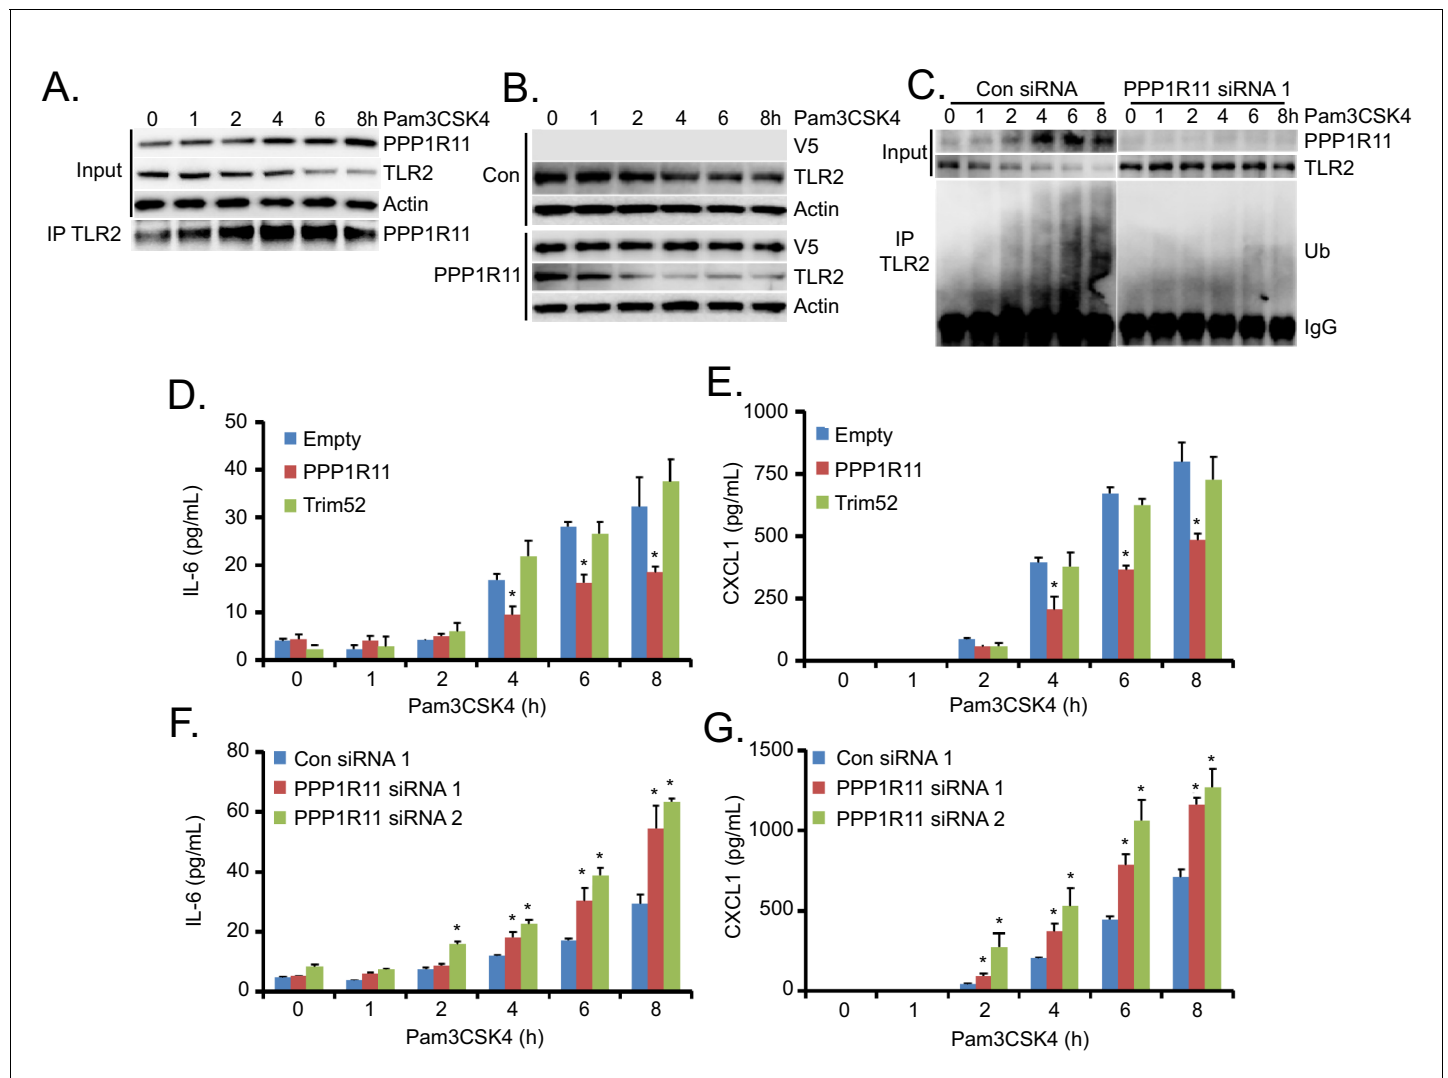 A.
0 1 2 4 6 8h Pam3CSK4
Input
PPP1R11
TLR2
Actin
IP TLR2 PPP1R11
B.
0 1 2 4 6 8h Pam3CSK4
Con
V5
TLR2
Actin
PPP1R11
V5
TLR2
Actin
C.
Con siRNA PPP1R11 siRNA 1
0 1 2 4 6 8 0 1 2 4 6 8h Pam3CSK4
Input
PPP1R11
TLR2
IP
TLR2
Ub
IgG
D.
50
40
30
20
10
0
IL-6 (pg/mL)
Empty
PPP1R11
Trim52
* * *
0 1 2 4 6 8
Pam3CSK4 (h)
E.
1000
750
500
250
0
CXCL1 (pg/mL)
Empty
PPP1R11
Trim52
* * *
0 1 2 4 6 8
Pam3CSK4 (h)
F.
80
60
40
20
0
IL-6 (pg/mL)
Con siRNA 1
PPP1R11 siRNA 1
PPP1R11 siRNA 2
* * * * * * *
0 1 2 4 6 8
Pam3CSK4 (h)
G.
1500
1000
500
0
CXCL1 (pg/mL)
Con siRNA 1
PPP1R11 siRNA 1
PPP1R11 siRNA 2
* * * * * * * *
0 1 2 4 6 8
Pam3CSK4 (h)